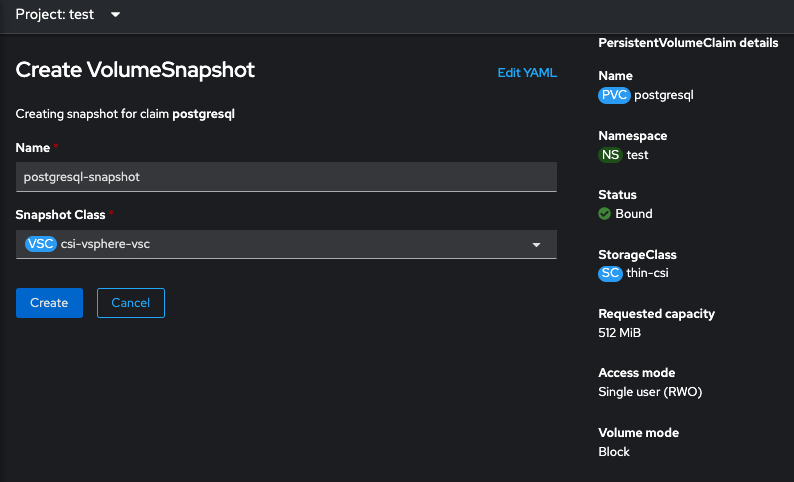 Project: test
Create VolumeSnapshot
Edit YAML
Creating snapshot for claim postgresql
Name *
postgresql-snapshot
Snapshot Class *
VSC csi-vsphere-vsc
Create
Cancel
PersistentVolumeClaim details
Name
PVC postgresql
Namespace
NS test
Status
Bound
StorageClass
SC thin-csi
Requested capacity
512 MiB
Access mode
Single user (RWO)
Volume mode
Block